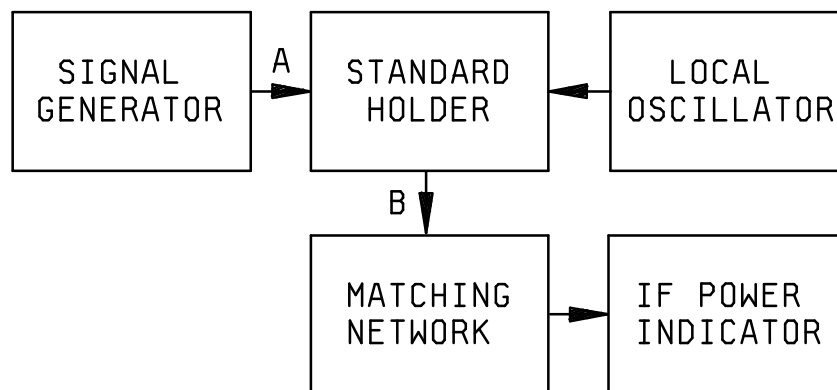 SIGNAL
GENERATOR
A
STANDARD
HOLDER
LOCAL
OSCILLATOR
B
MATCHING
NETWORK
IF POWER
INDICATOR